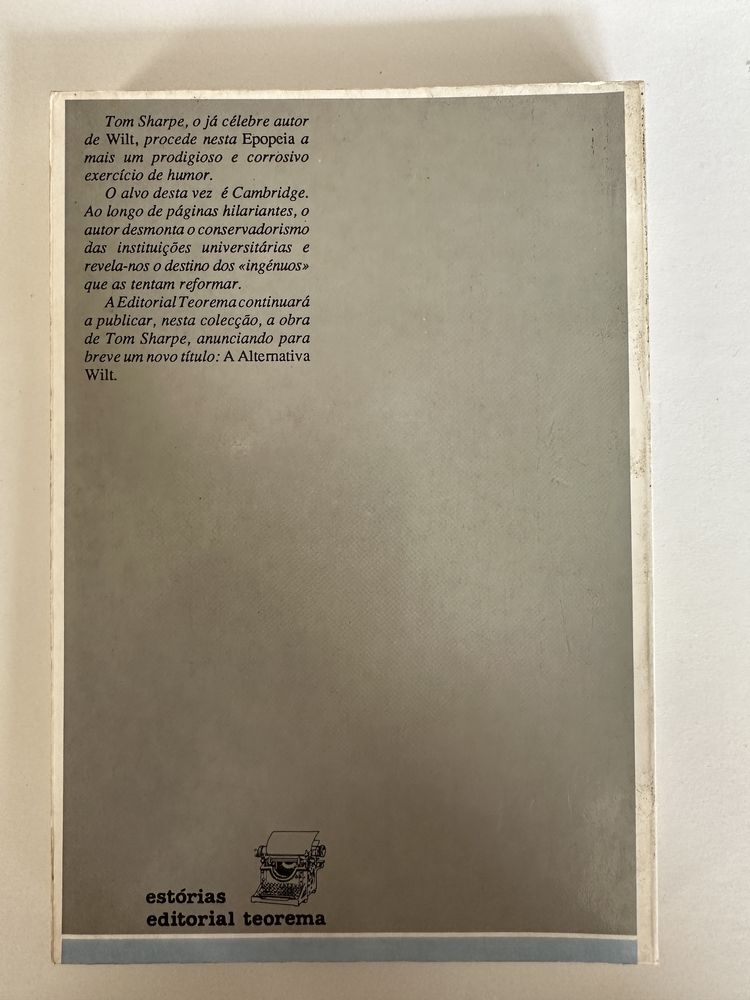 Tom Sharpe, o já célebre autor
de Wilt, procede nesta Epopeia a
mais um prodigioso e corrosivo
exercício de humor.
O alvo desta vez é Cambridge.
Ao longo de páginas hilariantes, o
autor desmonta o conservadorismo
das instituições universitárias e
revela-nos o destino dos «ingénuos»
que as tentam reformar.
A Editorial Teorema continuará
a publicar, nesta colecção, a obra
de Tom Sharpe, anunciando para
breve um novo título: A Alternativa
Wilt.
estórias
editorial teorema